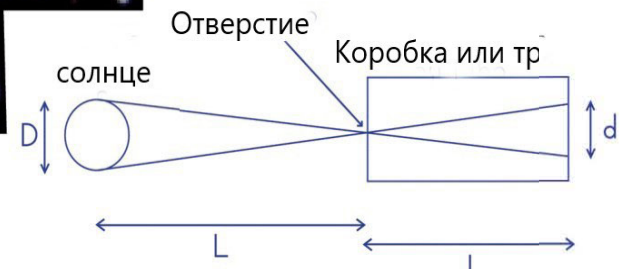 Отверстие
Коробка или тр
солнце
D
d
L